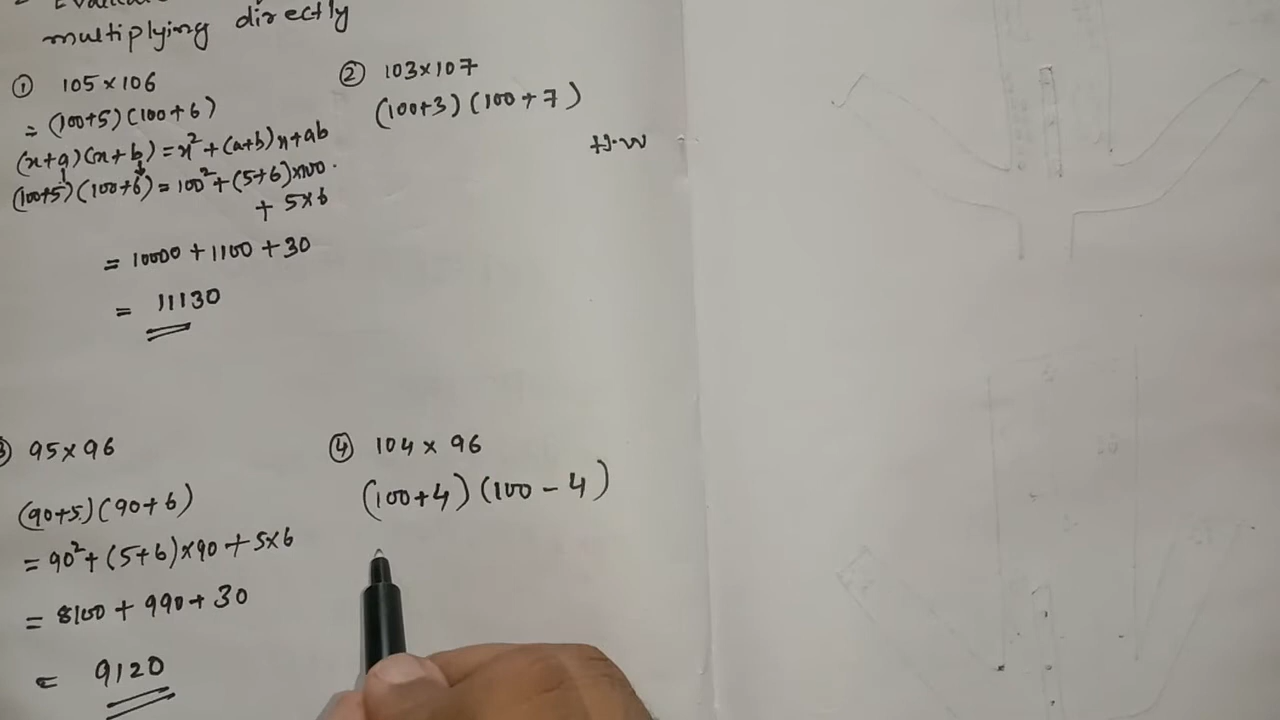 multiplying directly
① 105 × 106
= (100+5) (100+6)
(x+a)(x+b) = x² + (a+b)x + ab
(100+5)(100+6) = 100² + (5+6)×100
+ 5×6
= 10000 + 1100 + 30
= 11130
② 103×107
(100+3) (100+7)
H.W
95 × 96
(90+5) (90+6)
= 90² + (5+6)×90 + 5×6
= 8100 + 990 + 30
= 9120
④ 104 × 96
(100+4) (100-4)